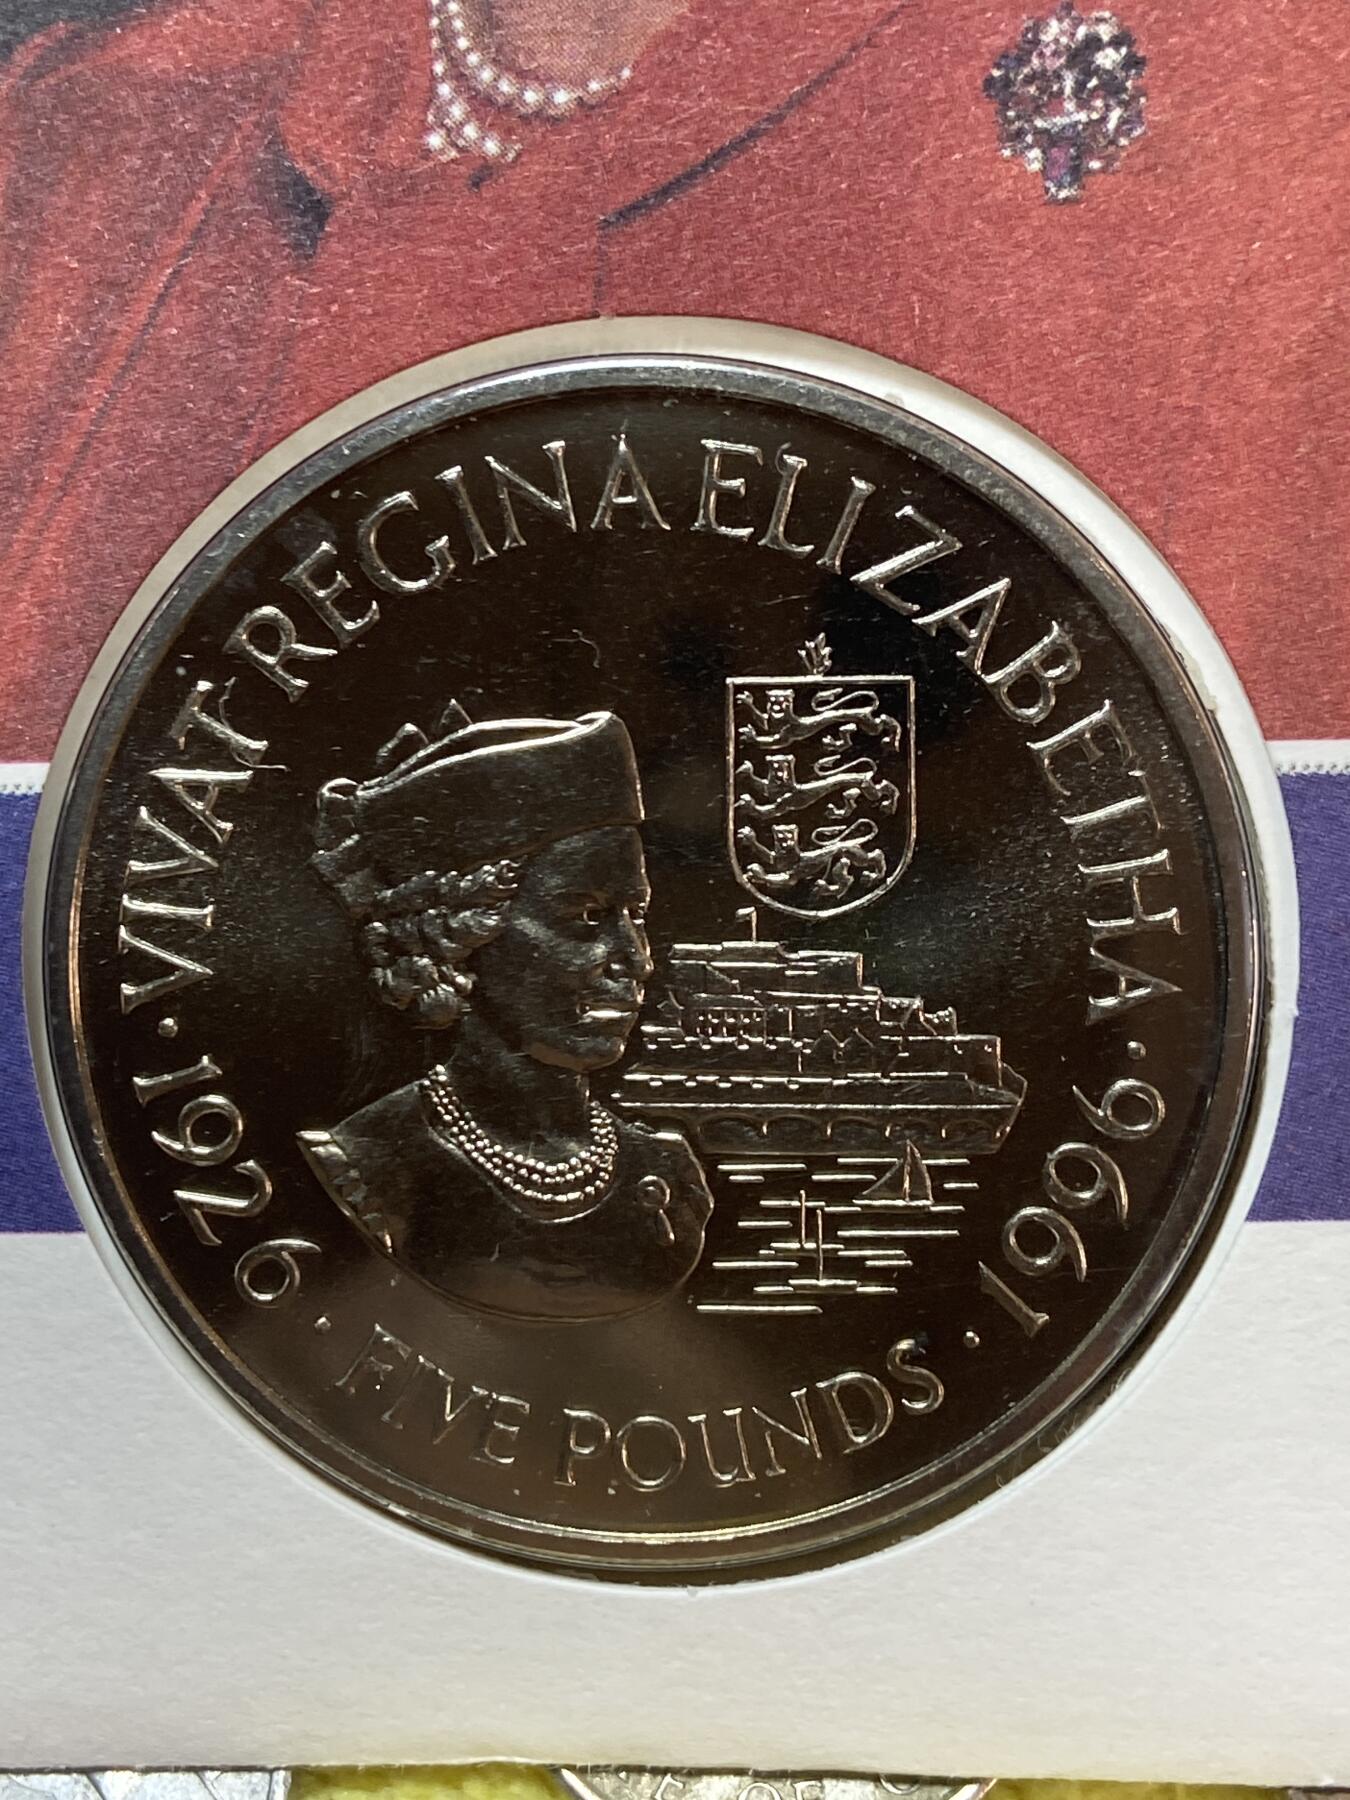 · VIVAT REGINA ELIZABETHA ·
1926 · FIVE POUNDS · 1996